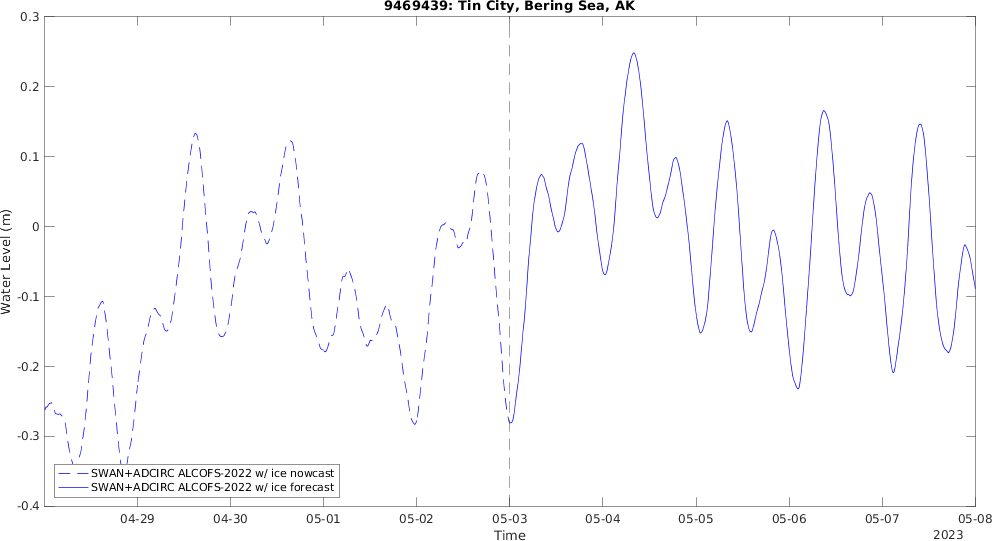 9469439: Tin City, Bering Sea, AK
0.3
0.2
0.1
0
-0.1
-0.2
-0.3
-0.4
Water Level (m)
SWAN+ADCIRC ALCOFS-2022 w/ ice nowcast
SWAN+ADCIRC ALCOFS-2022 w/ ice forecast
04-29 04-30 05-01 05-02 05-03 05-04 05-05 05-06 05-07 05-08
Time
2023